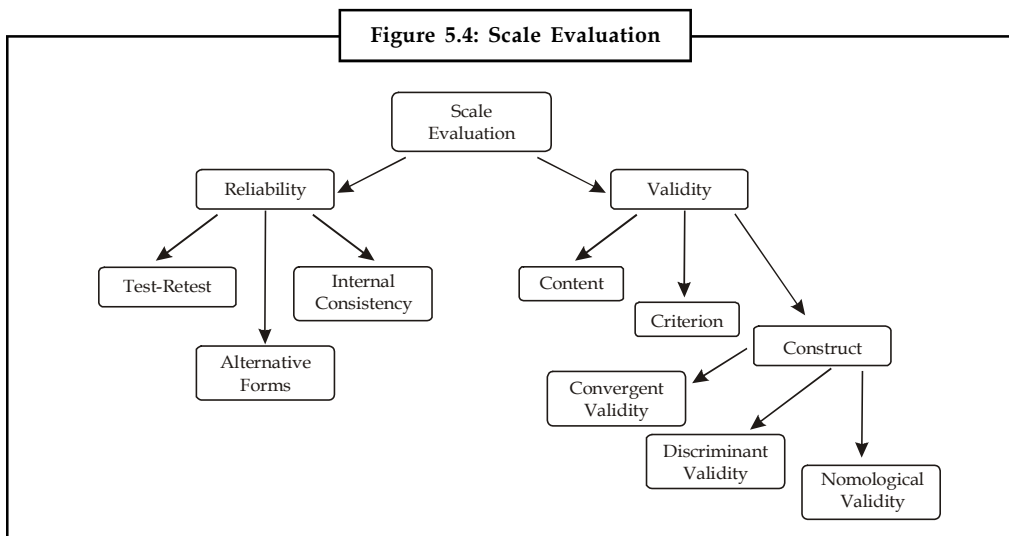 Figure 5.4: Scale Evaluation
Scale
Evaluation
Reliability
Validity
Test-Retest
Internal
Consistency
Alternative
Forms
Content
Criterion
Construct
Convergent
Validity
Discriminant
Validity
Nomological
Validity